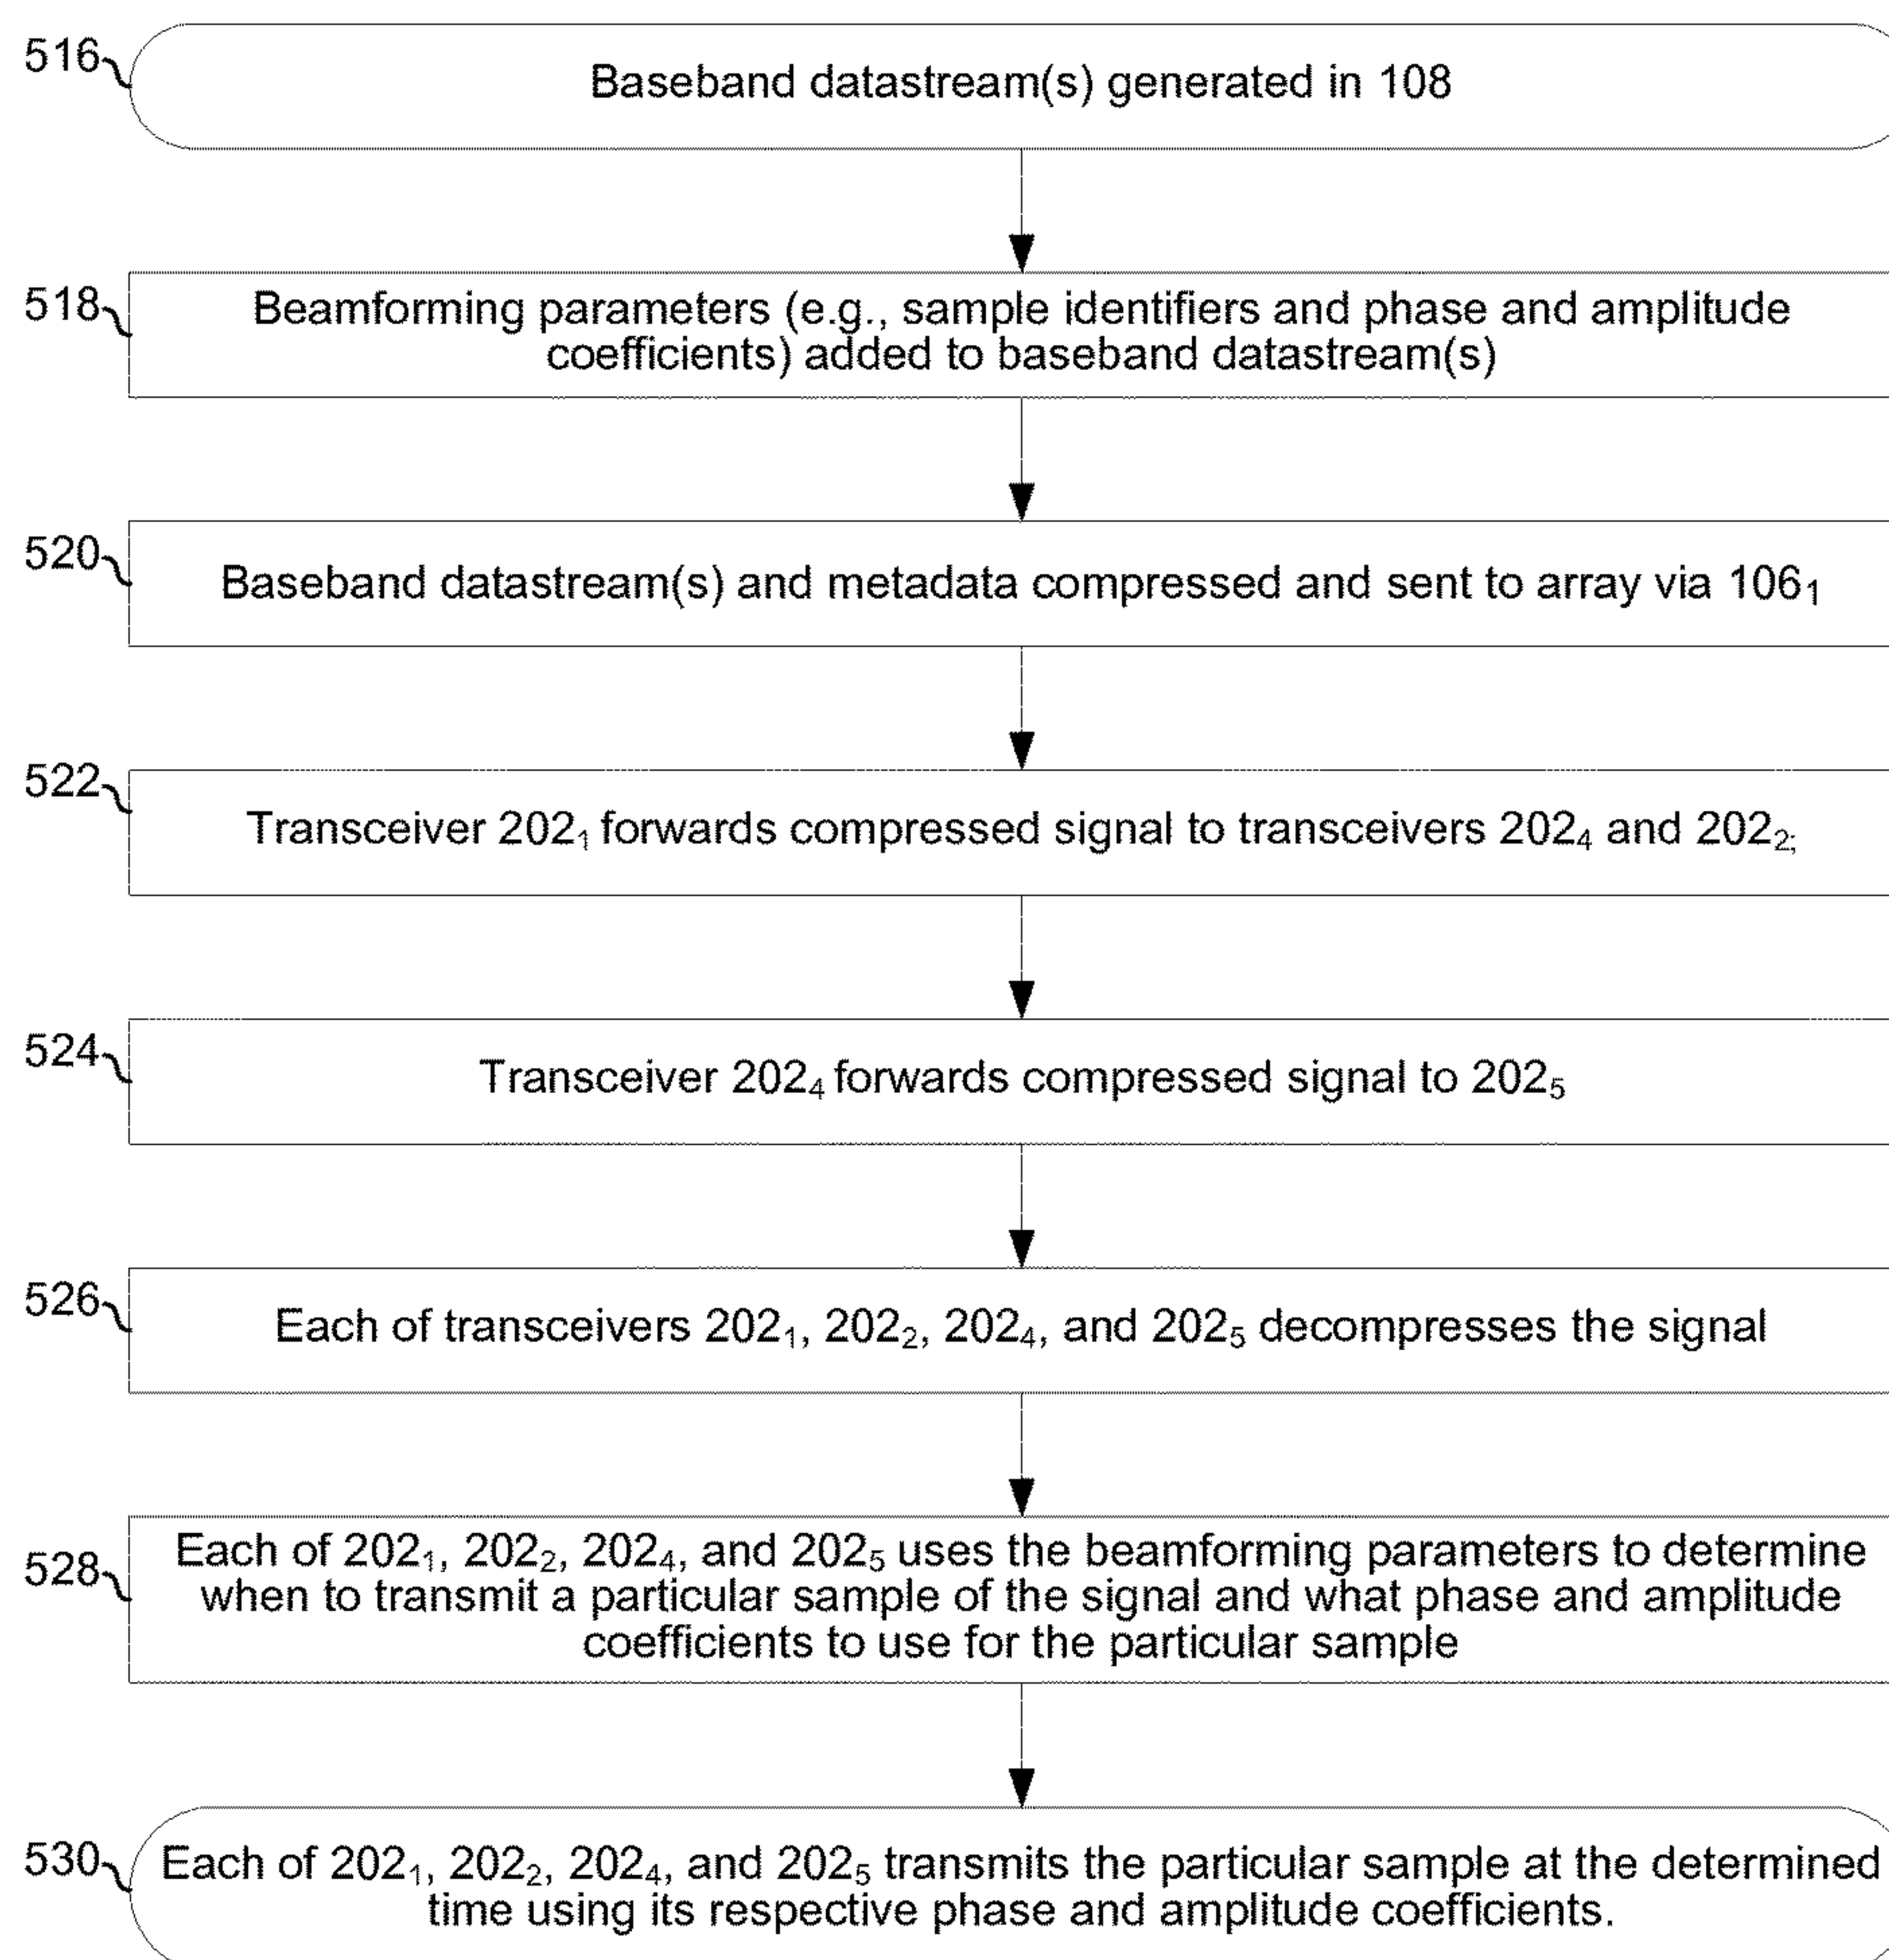 516
Baseband datastream(s) generated in 108
518
Beamforming parameters (e.g., sample identifiers and phase and amplitude
coefficients) added to baseband datastream(s)
520
Baseband datastream(s) and metadata compressed and sent to array via 106₁
522
Transceiver 202₁ forwards compressed signal to transceivers 202₄ and 202₂;
524
Transceiver 202₄ forwards compressed signal to 202₅
526
Each of transceivers 202₁, 202₂, 202₄, and 202₅ decompresses the signal
528
Each of 202₁, 202₂, 202₄, and 202₅ uses the beamforming parameters to determine
when to transmit a particular sample of the signal and what phase and amplitude
coefficients to use for the particular sample
530
Each of 202₁, 202₂, 202₄, and 202₅ transmits the particular sample at the determined
time using its respective phase and amplitude coefficients.